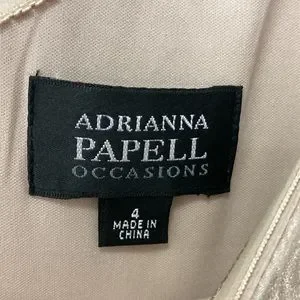 ADRIANNA
PAPELL
OCCASIONS
4
MADE IN
CHINA